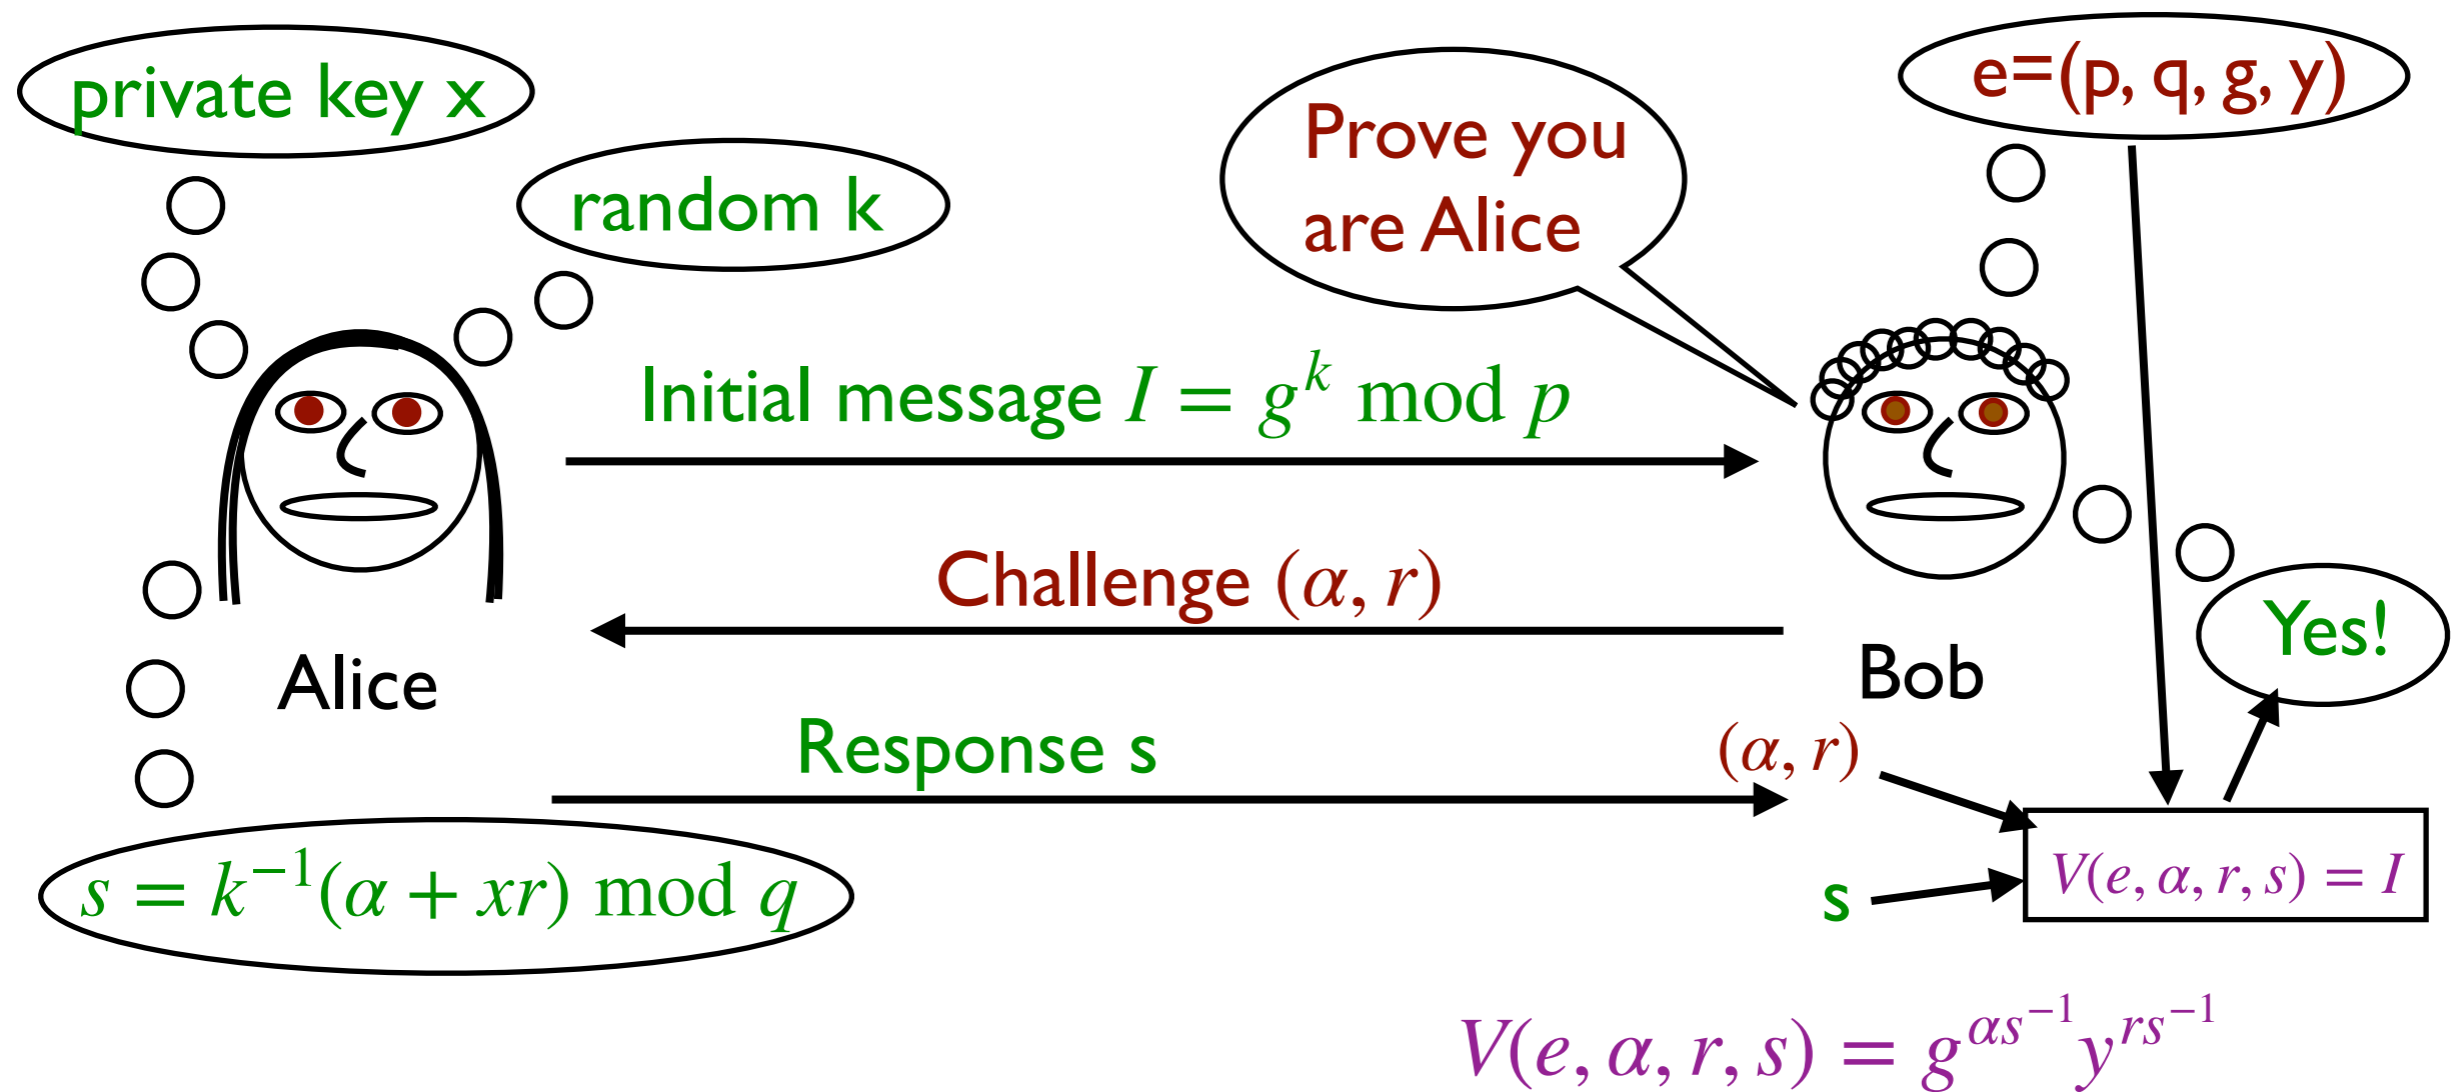 private key x
random k
Prove you
are Alice
e=(p, q, g, y)
Initial message I = g^k mod p
Challenge (α, r)
Alice
Bob
Yes!
Response s
(α, r)
s = k^{-1}(α + xr) mod q
s
V(e, α, r, s) = I
V(e, α, r, s) = g^{αs^{-1}} y^{rs^{-1}}